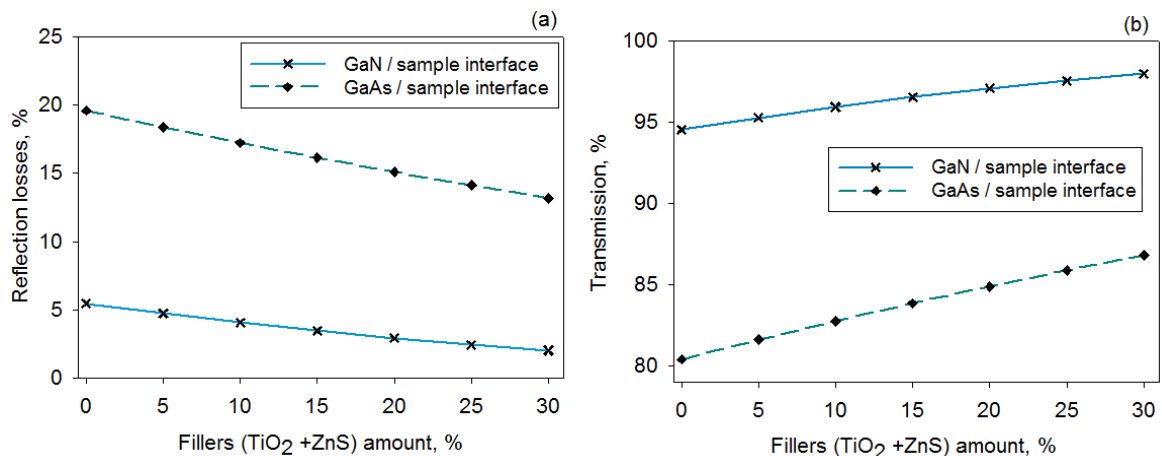 (a)
25
20
15
10
5
0
Reflection losses, %
GaN / sample interface
GaAs / sample interface
0 5 10 15 20 25 30
Fillers (TiO2 +ZnS) amount, %
(b)
100
95
90
85
80
Transmission, %
GaN / sample interface
GaAs / sample interface
0 5 10 15 20 25 30
Fillers (TiO2 +ZnS) amount, %